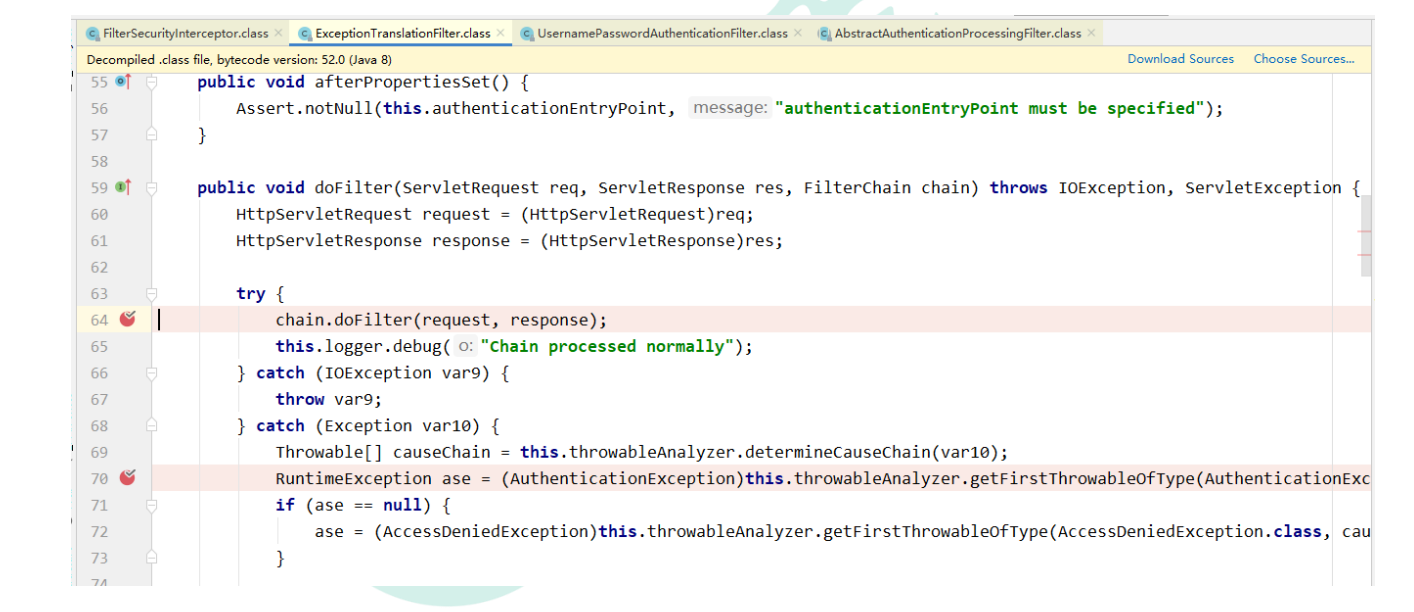 FilterSecurityInterceptor.class × ExceptionTranslationFilter.class × UsernamePasswordAuthenticationFilter.class × AbstractAuthenticationProcessingFilter.class ×
Decompiled .class file, bytecode version: 52.0 (Java 8) Download Sources Choose Sources...
55 public void afterPropertiesSet() {
56 Assert.notNull(this.authenticationEntryPoint, message: "authenticationEntryPoint must be specified");
57 }
58
59 public void doFilter(ServletRequest req, ServletResponse res, FilterChain chain) throws IOException, ServletException {
60 HttpServletRequest request = (HttpServletRequest)req;
61 HttpServletResponse response = (HttpServletResponse)res;
62
63 try {
64 chain.doFilter(request, response);
65 this.logger.debug( o: "Chain processed normally");
66 } catch (IOException var9) {
67 throw var9;
68 } catch (Exception var10) {
69 Throwable[] causeChain = this.throwableAnalyzer.determineCauseChain(var10);
70 RuntimeException ase = (AuthenticationException)this.throwableAnalyzer.getFirstThrowableOfType(AuthenticationExc
71 if (ase == null) {
72 ase = (AccessDeniedException)this.throwableAnalyzer.getFirstThrowableOfType(AccessDeniedException.class, cau
73 }
74